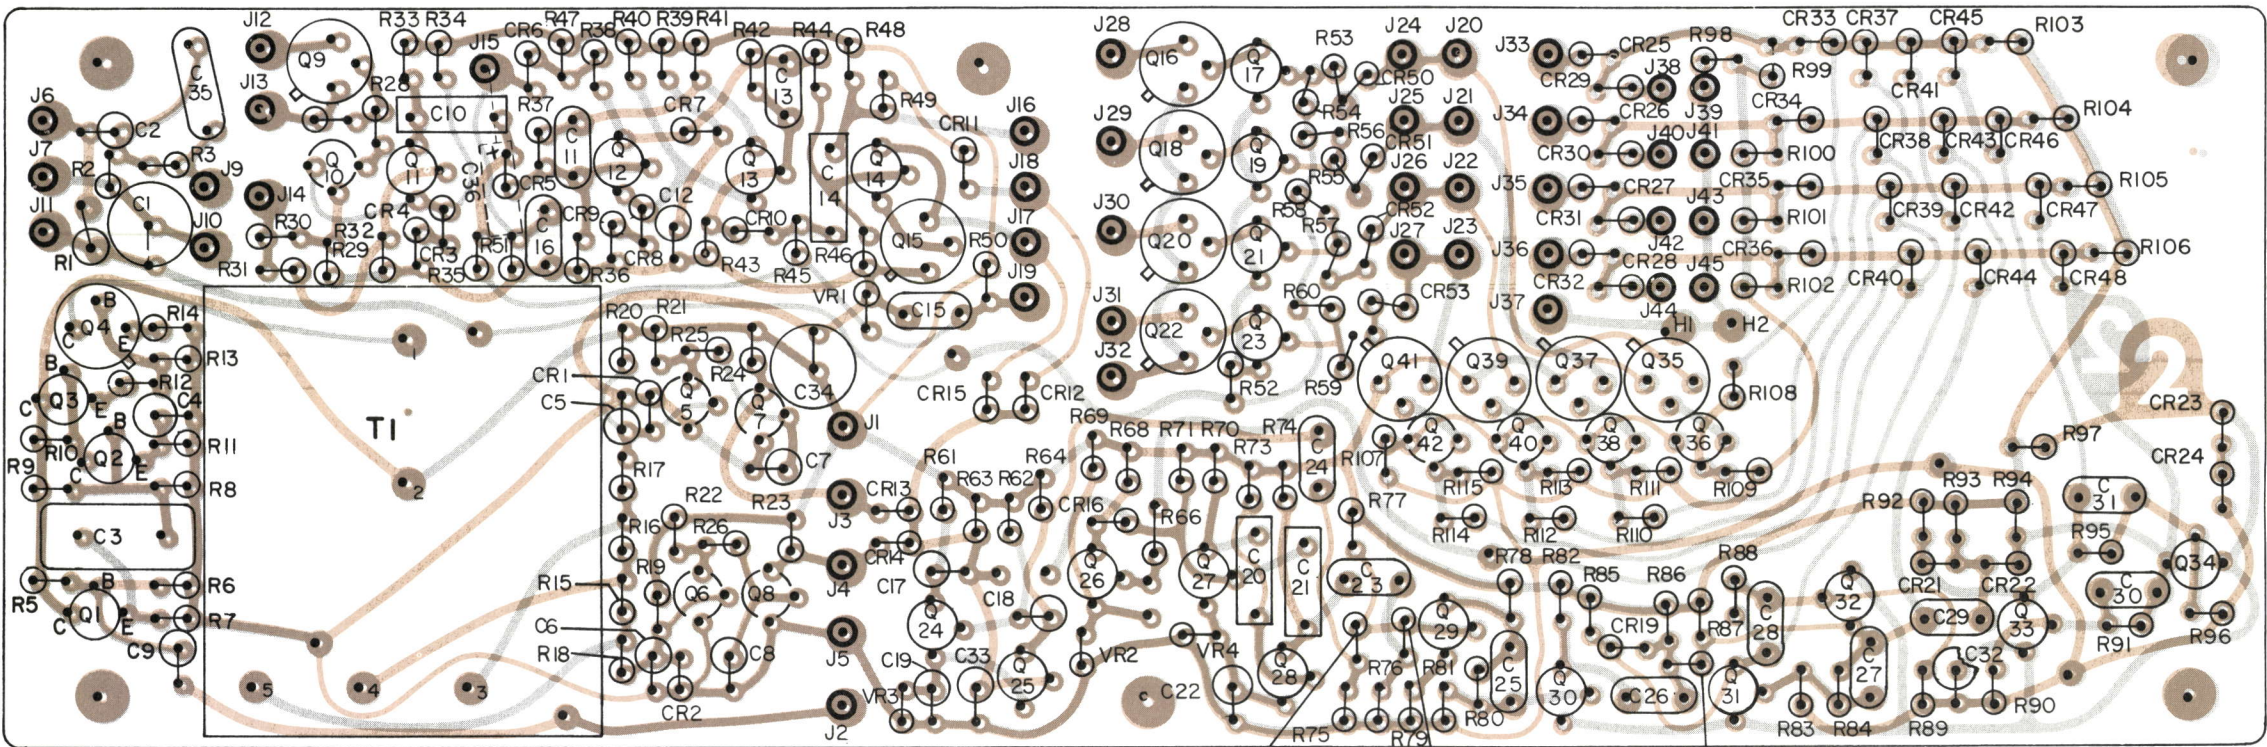 J12 R33 R34 CR6 R47 R38 R40 R39 R41 R42 R44 R48
J28 R53 J24 J20 J33 CR25 R98 CR33 CR37 CR45 R103
Q9 J15 C13 Q16 Q17 CR50 CR29 J38 R99
C35 J13 R28 C10 R37 CR7 R49 R54 J25 J21 CR26 J39 CR34 CR41 R104
J6 C2 J16 J29 J34
C11 CR11 R56 CR51 J40 J41 CR38 CR43 CR46
J7 R2 R3 J9 Q10 Q11 C36 CR5 Q12 Q13 C14 Q14 J18 Q18 Q19 R55 J26 J22 CR30 R100
J11 C1 J10 J14 R30 R32 CR4 C16 CR9 C12 CR10 Q15 J17 J30 R58 CR52 J35 CR27 J43 CR35 R105
R29 CR3 R51 R50 R57 J27 J23 CR31 R101 CR39 CR42 CR47
R1 R31 R35 R36 CR8 R43 R45 R46 J19 Q20 Q21 J36 CR28 J42 CR36 J45 R106
VR1 C15 R60 CR53 CR32 J44 R102 CR40 CR44 CR48
B Q4 C E R14 R20 R21 R25 J31 Q22 Q23 J37 H1 H2 2
R13 1 R24 C34 J32 R59 Q41 Q39 Q37 Q35
B Q3 C E R12 C4 CR1 Q5 Q7 CR15 CR12 R52 R108 CR23
T1 C5 J1 R69 R68 R71 R70 R74 Q42 Q40 Q38 Q36
R10 B Q2 E C R11 R73 C24 R107 R97
R9 R8 2 R17 C7 R61 R63 R62 R64 R115 R113 R111 R109 CR24
R22 R23 J3 CR13 CR16 R66 R77 R114 R112 R110 R92 R93 R94 C31
C3 R16 R26 CR14 R95
R5 B R6 R15 R19 Q6 Q8 J4 C17 C18 Q26 Q27 C20 C21 C23 R78 R82 R85 R86 R88 Q32 CR21 CR22 Q34
Q1 C E R7 C6 Q24 Q29 CR19 R87 C28 C29 Q33 C30 R91 R96
C9 R18 C8 J5 C19 C33 VR2 VR4 Q28 R76 R81 C25 C27 C32
5 4 3 CR2 VR3 Q25 C22 R80 Q30 C26 Q31 R90
J2 R75 R79 R83 R84 R89